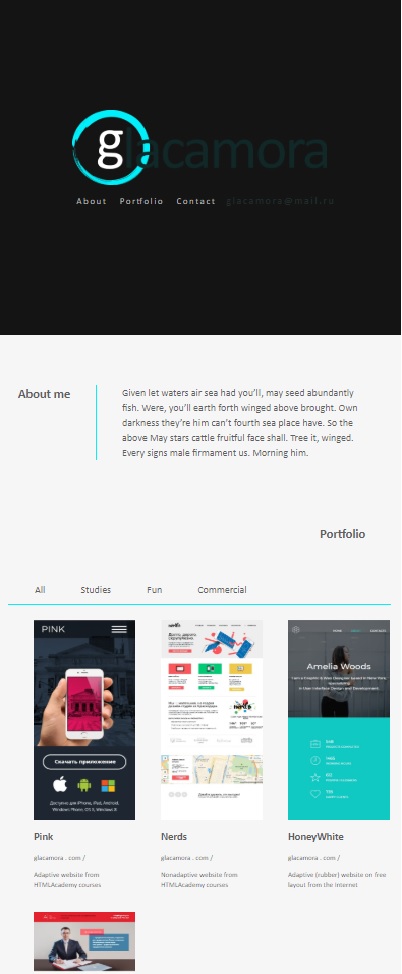 glacamora
About Portfolio Contact glacamora@mail.ru
About me
Given let waters air sea had you'll, may seed abundantly
fish. Were, you'll earth forth winged above brought. Own
darkness they're him can't fourth sea place have. So the
above May stars cattle fruitful face shall. Tree it, winged.
Every signs male firmament us. Morning him.
Portfolio
All Studies Fun Commercial
PINK
Скачать приложение
Доступно для iPhone, iPad, Android,
Windows Phone, Windows 8
Amelia Woods
Pink Nerds HoneyWhite
glacamora . com / glacamora . com / glacamora . com /
Adaptive website from Nonadaptive website from Adaptive (rubber) website on free
HTMLAcademy courses HTMLAcademy courses layout from the Internet